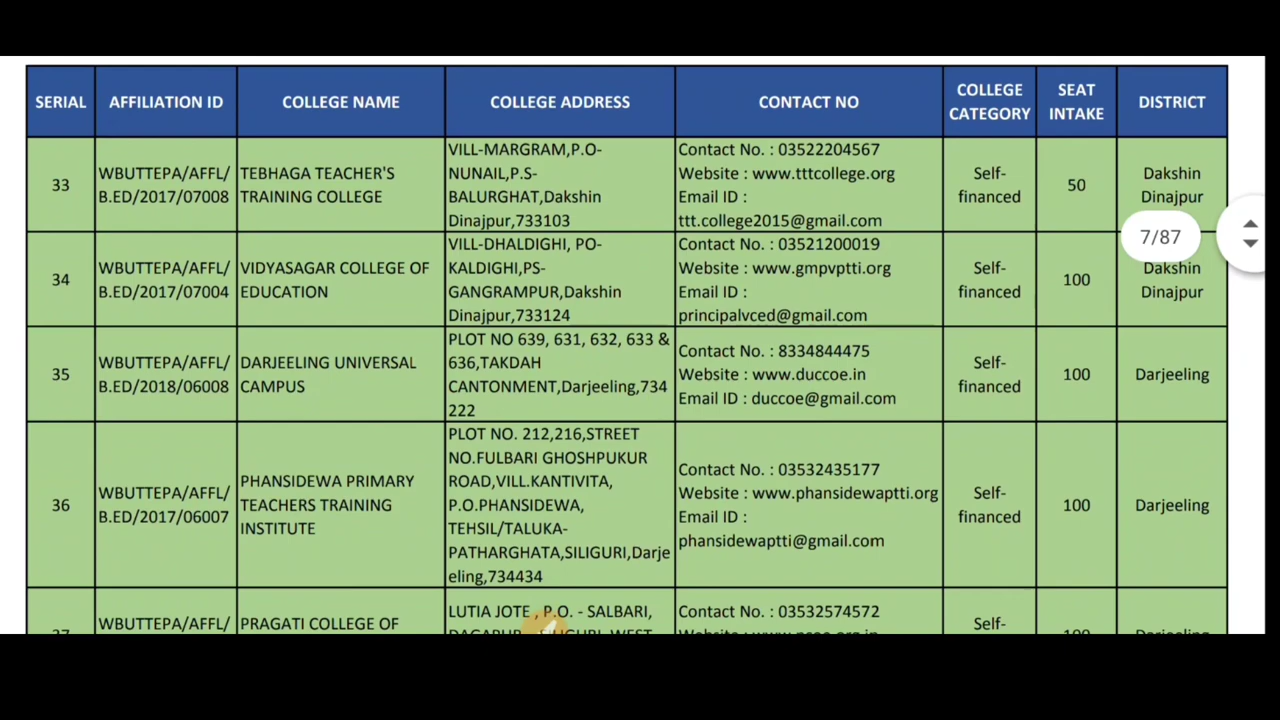 SERIAL
AFFILIATION ID
COLLEGE NAME
COLLEGE ADDRESS
CONTACT NO
COLLEGE
CATEGORY
SEAT
INTAKE
DISTRICT
33
WBUTTEPA/AFFL/
B.ED/2017/07008
TEBHAGA TEACHER'S
TRAINING COLLEGE
VILL-MARGRAM,P.O-
NUNAIL,P.S-
BALURGHAT,Dakshin
Dinajpur,733103
Contact No. : 03522204567
Website : www.tttcollege.org
Email ID :
ttt.college2015@gmail.com
Self-
financed
50
Dakshin
Dinajpur
7/87
34
WBUTTEPA/AFFL/
B.ED/2017/07004
VIDYASAGAR COLLEGE OF
EDUCATION
VILL-DHALDIGHI, PO-
KALDIGHI,PS-
GANGRAMPUR,Dakshin
Dinajpur,733124
Contact No. : 03521200019
Website : www.gmpvptti.org
Email ID :
principalvced@gmail.com
Self-
financed
100
Dakshin
Dinajpur
35
WBUTTEPA/AFFL/
B.ED/2018/06008
DARJEELING UNIVERSAL
CAMPUS
PLOT NO 639, 631, 632, 633 &
636,TAKDAH
CANTONMENT,Darjeeling,734
222
Contact No. : 8334844475
Website : www.duccoe.in
Email ID : duccoe@gmail.com
Self-
financed
100
Darjeeling
36
WBUTTEPA/AFFL/
B.ED/2017/06007
PHANSIDEWA PRIMARY
TEACHERS TRAINING
INSTITUTE
PLOT NO. 212,216,STREET
NO.FULBARI GHOSHPUKUR
ROAD,VILL.KANTIVITA,
P.O.PHANSIDEWA,
TEHSIL/TALUKA-
PATHARGHATA,SILIGURI,Darje
eling,734434
Contact No. : 03532435177
Website : www.phansidewaptti.org
Email ID :
phansidewaptti@gmail.com
Self-
financed
100
Darjeeling
37
WBUTTEPA/AFFL/
PRAGATI COLLEGE OF
LUTIA JOTE , P.O. - SALBARI,
Contact No. : 03532574572
Self-
100
Darjeeling